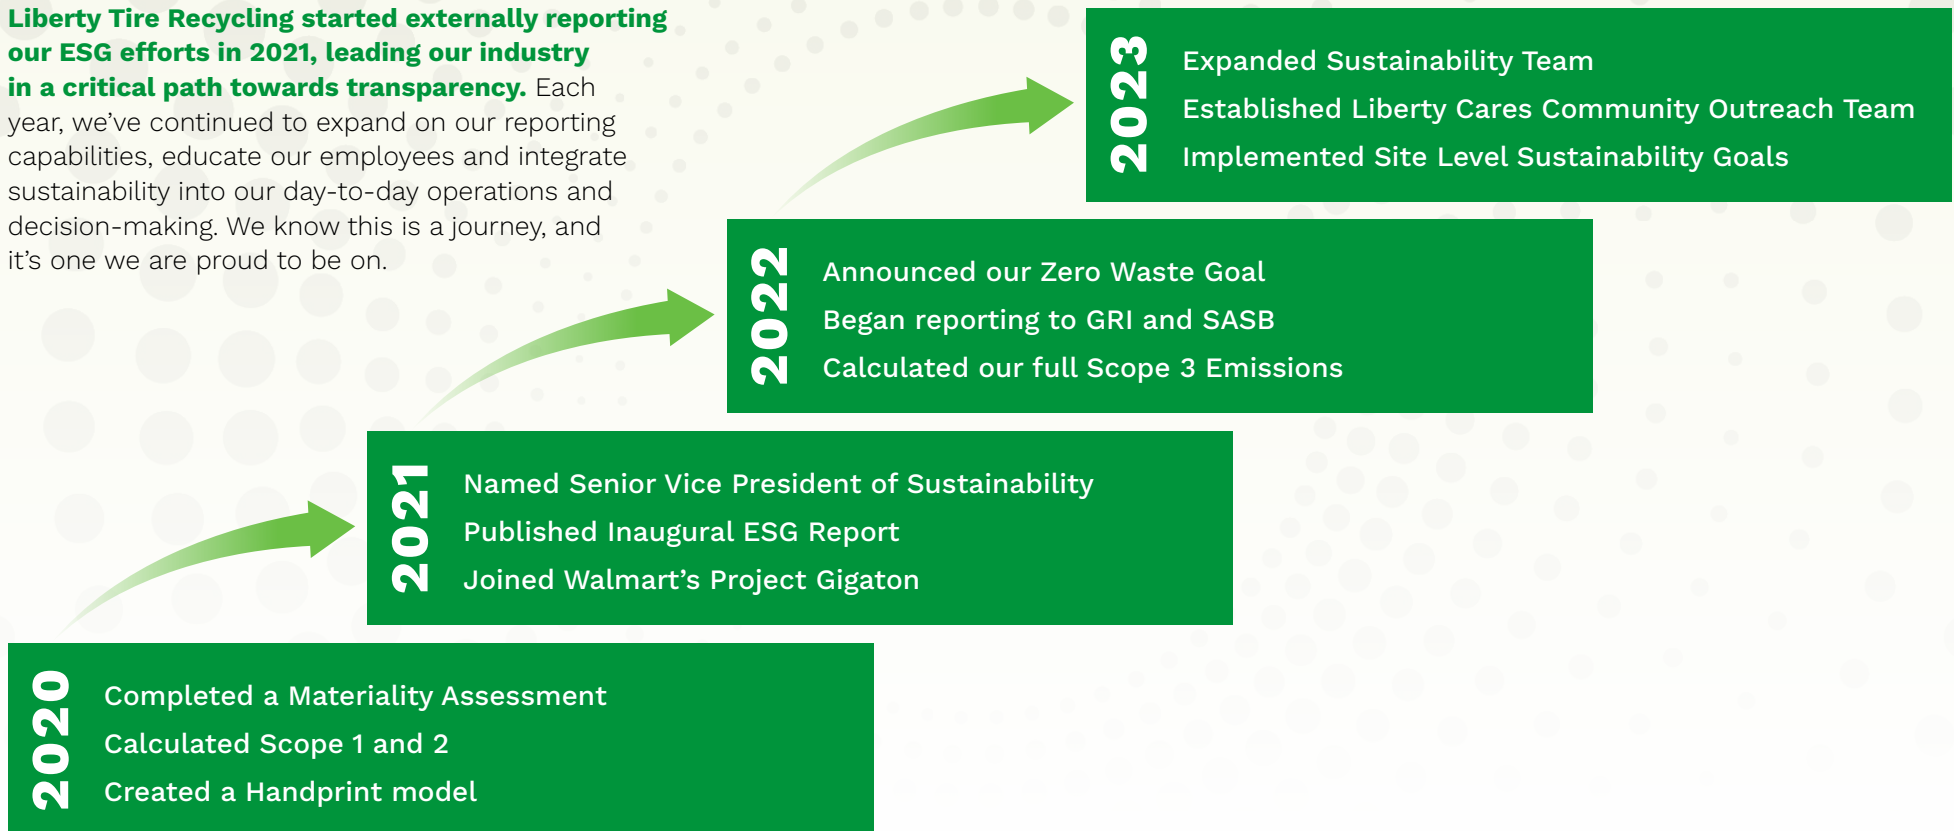 Liberty Tire Recycling started externally reporting
our ESG efforts in 2021, leading our industry
in a critical path towards transparency. Each
year, we’ve continued to expand on our reporting
capabilities, educate our employees and integrate
sustainability into our day-to-day operations and
decision-making. We know this is a journey, and
it’s one we are proud to be on.
2023
Expanded Sustainability Team
Established Liberty Cares Community Outreach Team
Implemented Site Level Sustainability Goals
2022
Announced our Zero Waste Goal
Began reporting to GRI and SASB
Calculated our full Scope 3 Emissions
2021
Named Senior Vice President of Sustainability
Published Inaugural ESG Report
Joined Walmart’s Project Gigaton
2020
Completed a Materiality Assessment
Calculated Scope 1 and 2
Created a Handprint model